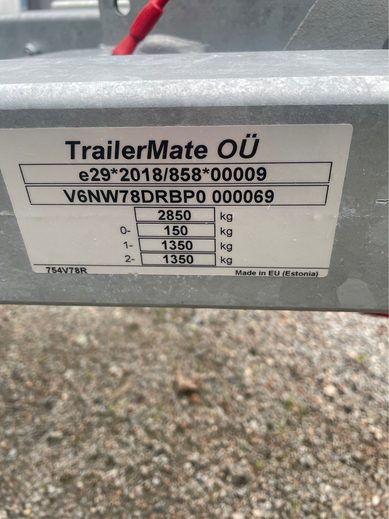 TrailerMate OÜ
e29*2018/858*00009
V6NW78DRBP0 000069
2850 kg
0- 150 kg
1- 1350 kg
2- 1350 kg
754V78R Made in EU (Estonia)